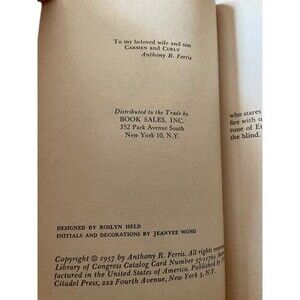 To my beloved wife and son
CARMEN and CURLY
Anthony R. Ferris
Distributed to the Trade by
BOOK SALES, INC.
352 Park Avenue South
New York 10, N.Y.
DESIGNED BY ROSLYN HELD
INITIALS AND DECORATIONS BY JEANYEE WONG
Copyright © 1957 by Anthony R. Ferris. All rights
Library of Congress Catalog Card Number 57-
factured in the United States of America. Published
Citadel Press, 222 Fourth Avenue, New York 3, N.Y.
who stares
fire with
tune of
the blind.